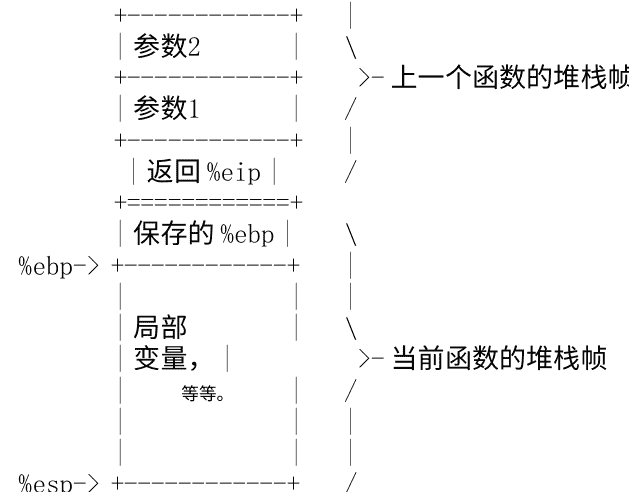 +------------+ |
| 参数2 | \
+------------+ >- 上一个函数的堆栈帧
| 参数1 | /
+------------+ |
| 返回 %eip | /
+============+
| 保存的 %ebp | \
%ebp-> +------------+ |
| | |
| 局部 | \
| 变量， | >- 当前函数的堆栈帧
| 等等。 | /
| | |
| | |
%esp-> +------------+ /